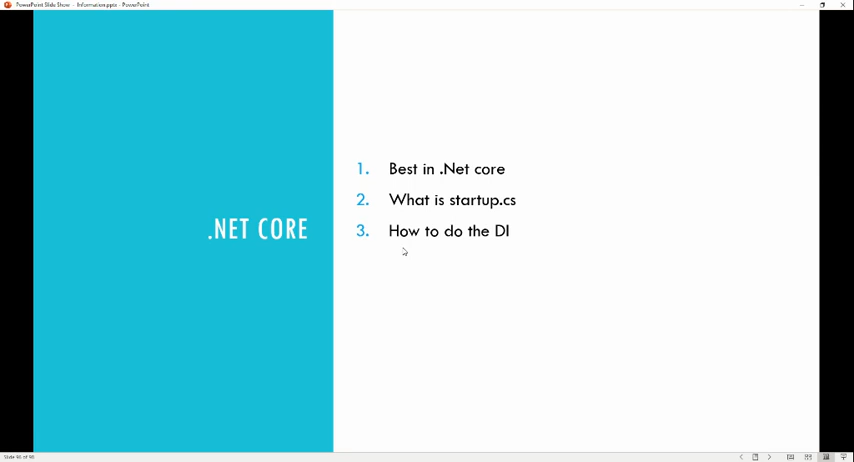 PowerPoint Slide Show - Information.pptx - PowerPoint
.NET CORE
1. Best in .Net core
2. What is startup.cs
3. How to do the DI